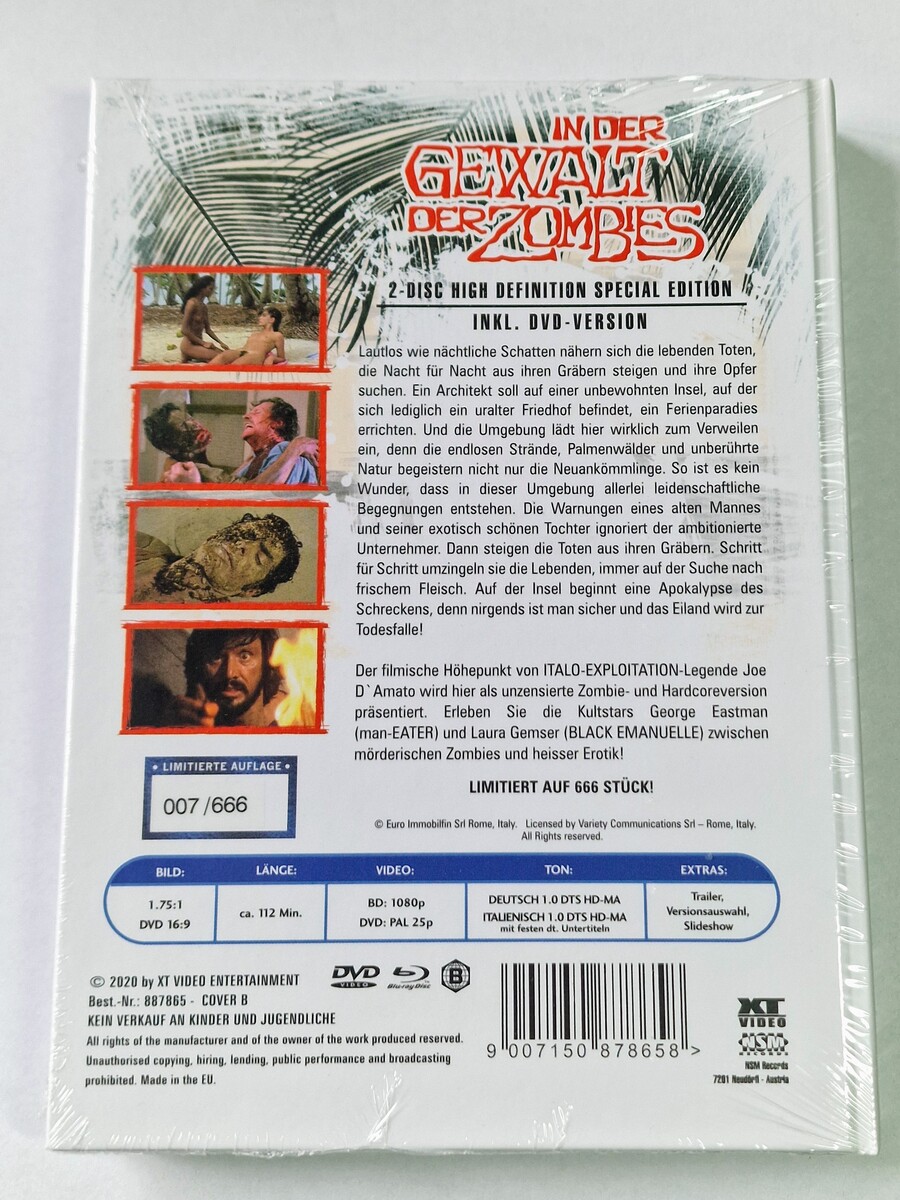 IN DER
GEWALT
DER ZOMBIES
2-DISC HIGH DEFINITION SPECIAL EDITION
INKL. DVD-VERSION
Lautlos wie nächtliche Schatten nähern sich die lebenden Toten,
die Nacht für Nacht aus ihren Gräbern steigen und ihre Opfer
suchen. Ein Architekt soll auf einer unbewohnten Insel, auf der
sich lediglich ein uralter Friedhof befindet, ein Ferienparadies
errichten. Und die Umgebung lädt hier wirklich zum Verweilen
ein, denn die endlosen Strände, Palmenwälder und unberührte
Natur begeistern nicht nur die Neuankömmlinge. So ist es kein
Wunder, dass in dieser Umgebung allerlei leidenschaftliche
Begegnungen entstehen. Die Warnungen eines alten Mannes
und seiner exotisch schönen Tochter ignoriert der ambitionierte
Unternehmer. Dann steigen die Toten aus ihren Gräbern. Schritt
für Schritt umzingeln sie die Lebenden, immer auf der Suche nach
frischem Fleisch. Auf der Insel beginnt eine Apokalypse des
Schreckens, denn nirgends ist man sicher und das Eiland wird zur
Todesfalle!
Der filmische Höhepunkt von ITALO-EXPLOITATION-Legende Joe
D`Amato wird hier als unzensierte Zombie- und Hardcoreversion
präsentiert. Erleben Sie die Kultstars George Eastman
(man-EATER) und Laura Gemser (BLACK EMANUELLE) zwischen
mörderischen Zombies und heisser Erotik!
LIMITIERT AUF 666 STÜCK!
• LIMITIERTE AUFLAGE •
007/666
© Euro Immobilfin Srl Rome, Italy. Licensed by Variety Communications Srl – Rome, Italy.
All Rights reserved.
BILD: LÄNGE: VIDEO: TON: EXTRAS:
1.75:1
DVD 16:9
ca. 112 Min.
BD: 1080p
DVD: PAL 25p
DEUTSCH 1.0 DTS HD-MA
ITALIENISCH 1.0 DTS HD-MA
mit festen dt. Untertiteln
Trailer,
Versionsauswahl,
Slideshow
© 2020 by XT VIDEO ENTERTAINMENT
Best.-Nr.: 887865 - COVER B
KEIN VERKAUF AN KINDER UND JUGENDLICHE
All rights of the manufacturer and of the owner of the work produced reserved.
Unauthorised copying, hiring, lending, public performance and broadcasting
prohibited. Made in the EU.
DVD
VIDEO
Blu-ray Disc
B
9 007150 878658 >
XT
VIDEO
NSM
RECORDS
NSM Records
7201 Neudörfl - Austria